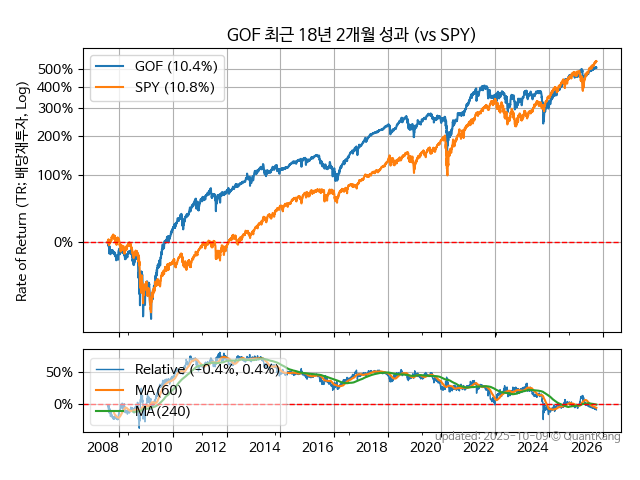 GOF 최근 18년 2개월 성과 (vs SPY)
Rate of Return (TR; 배당재투자, Log)
500%
400%
300%
200%
100%
0%
GOF (10.4%)
SPY (10.8%)
50%
0%
Relative (−0.4%, 0.4%)
MA(60)
MA(240)
Updated: 2025-10-09 © QuantKang
2008 2010 2012 2014 2016 2018 2020 2022 2024 2026